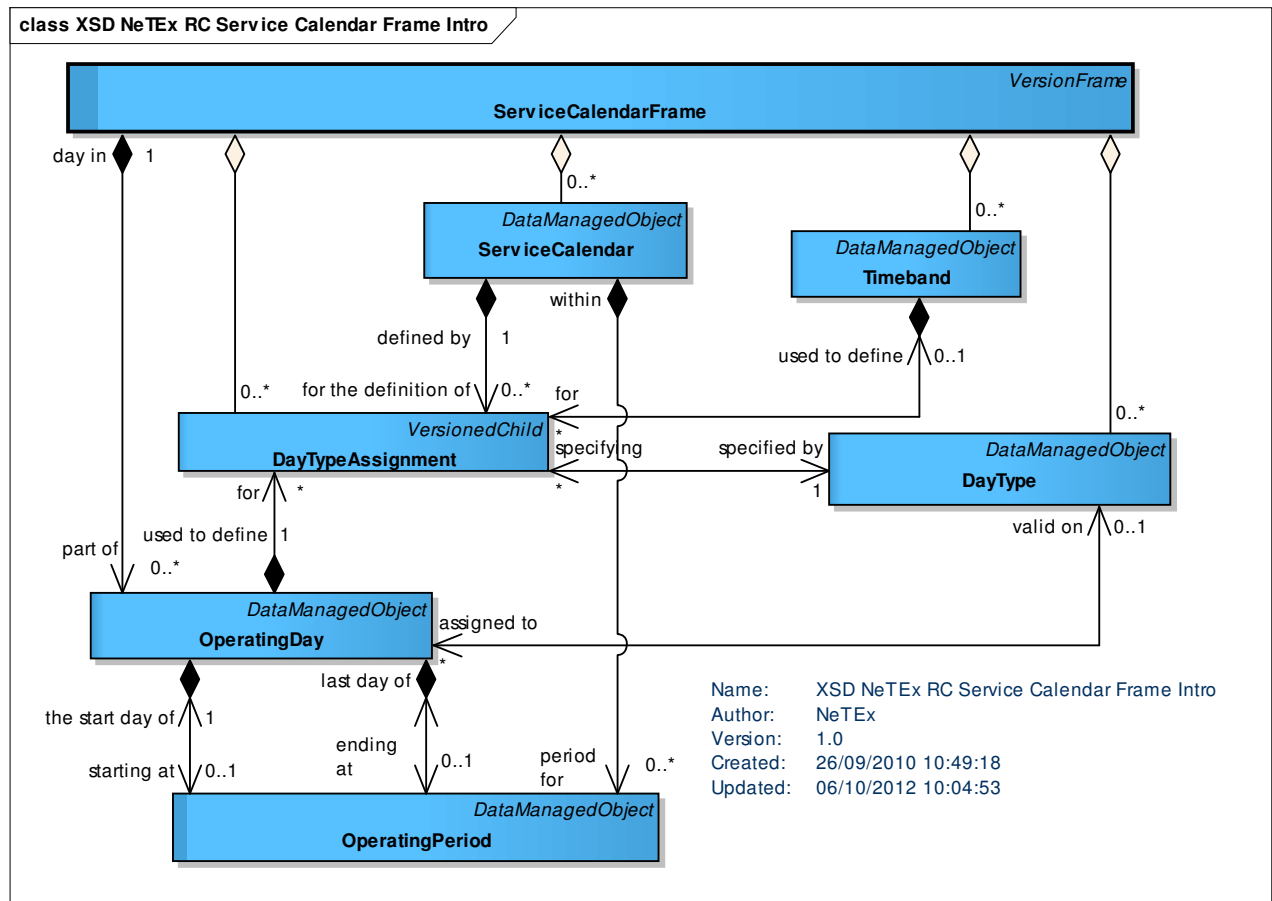 class XSD NeTEx RC Service Calendar Frame Intro
VersionFrame
ServiceCalendarFrame
day in 1
0..*
DataManagedObject
ServiceCalendar
0..*
DataManagedObject
Timeband
within
defined by 1
used to define 0..1
0..*
for the definition of 0..*
for
0..*
VersionedChild
DayTypeAssignment
*
specifying
*
specified by
1
DataManagedObject
DayType
for *
used to define 1
valid on 0..1
part of
0..*
DataManagedObject
OperatingDay
assigned to
*
last day of
the start day of 1
starting at 0..1
ending
at
0..1
period
for
0..*
DataManagedObject
OperatingPeriod
Name: XSD NeTEx RC Service Calendar Frame Intro
Author: NeTEx
Version: 1.0
Created: 26/09/2010 10:49:18
Updated: 06/10/2012 10:04:53